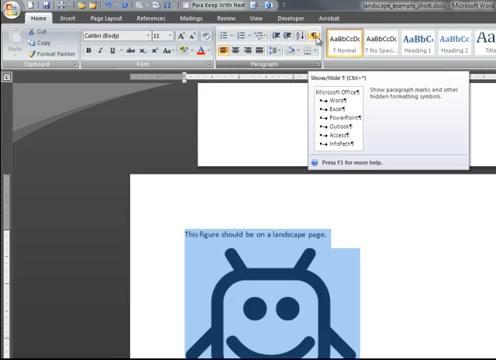 Para Keep With Next
landscape_example_short.docx - Microsoft Word
Home Insert Page Layout References Mailings Review View Developer Acrobat
Cut
Copy
Paste
Format Painter
Calibri (Body) 11
AaBbCcDc AaBbCcDc AaBbC AaBbCc
¶ Normal ¶ No Spaci... Heading 1 Heading 2
Clipboard Font Paragraph
Show/Hide ¶ (Ctrl+*)
Microsoft Office¶
Word¶
Excel¶
PowerPoint¶
Outlook¶
Access¶
InfoPath¶
Show paragraph marks and other
hidden formatting symbols.
Press F1 for more help.
This figure should be on a landscape page.